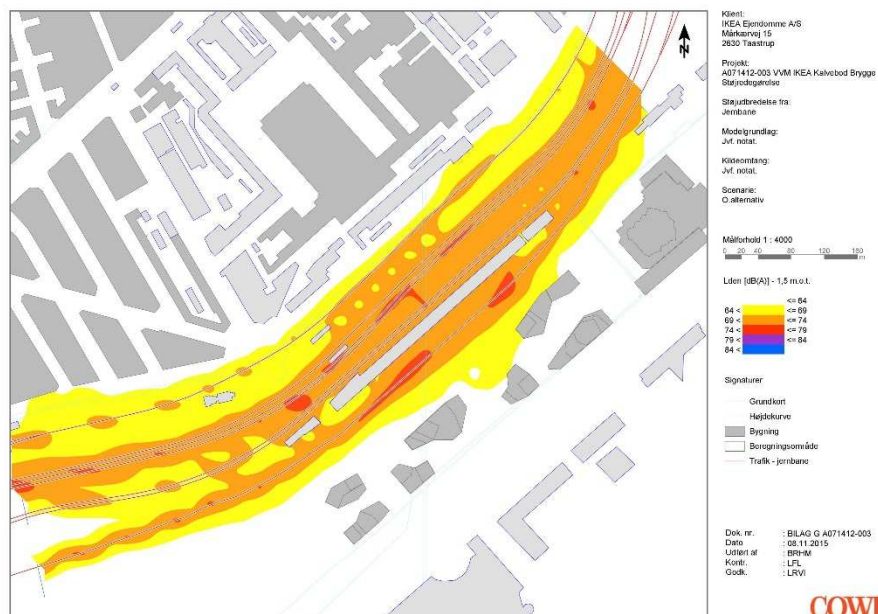 N
Klient:
IKEA Ejendomme A/S
Mårkærvej 15
2630 Taastrup
Projekt:
A071412-003 VVM IKEA Kalvebod Brygge
Støjredegørelse
Støjudbredelse fra:
Jernbane
Modelgrundlag:
Jvf. notat.
Kildeomfang:
Jvf. notat.
Scenarie:
0.alternativ
Målforhold 1 : 4000
0 20 40 80 120 160
m
Lden [dB(A)] - 1,5 m.o.t.
<= 64
64 < <= 69
69 < <= 74
74 < <= 79
79 < <= 84
84 <
Signaturer
Grundkort
Højdekurve
Bygning
Beregningsområde
Trafik - jernbane
Dok. nr. : BILAG G A071412-003
Dato : 08.11.2015
Udført af : BRHM
Kontr. : LFL
Godk. : LRVI
COWI